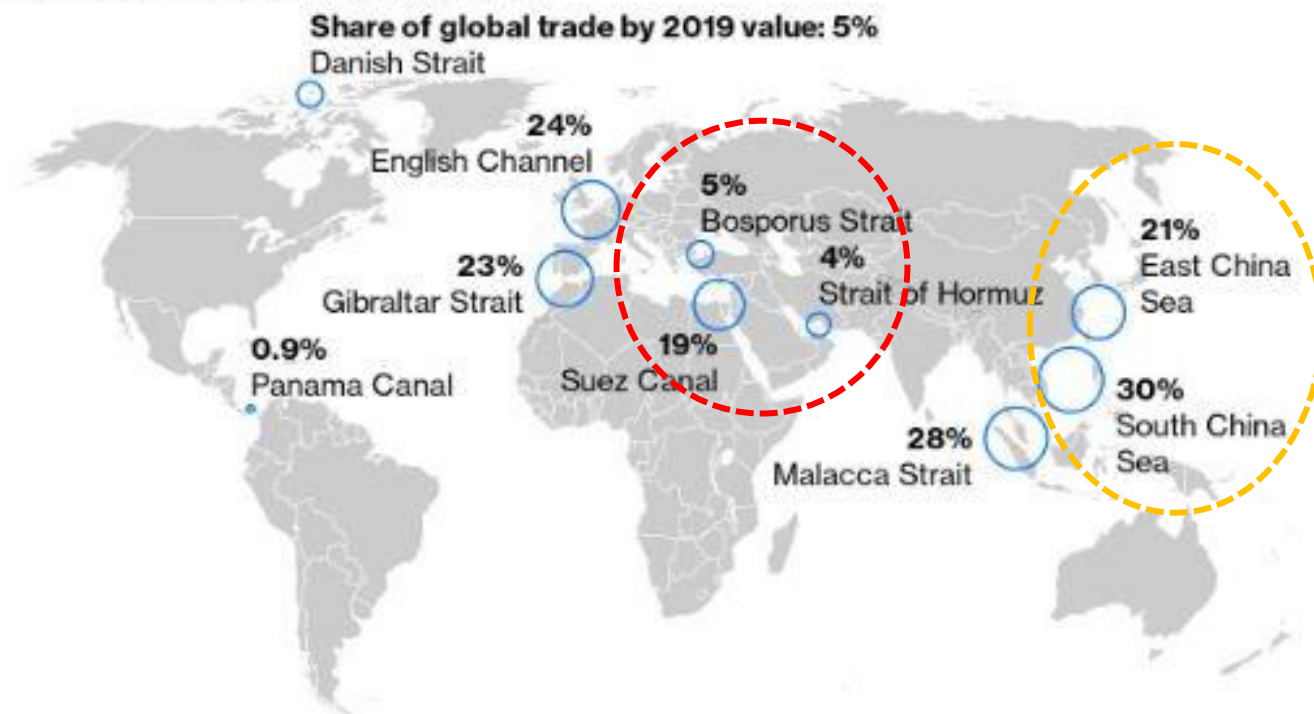 Share of global trade by 2019 value: 5%
Danish Strait
24%
English Channel
5%
Bosporus Strait
21%
East China
Sea
23%
Gibraltar Strait
4%
Strait of Hormuz
19%
Suez Canal
0.9%
Panama Canal
30%
South China
Sea
28%
Malacca Strait